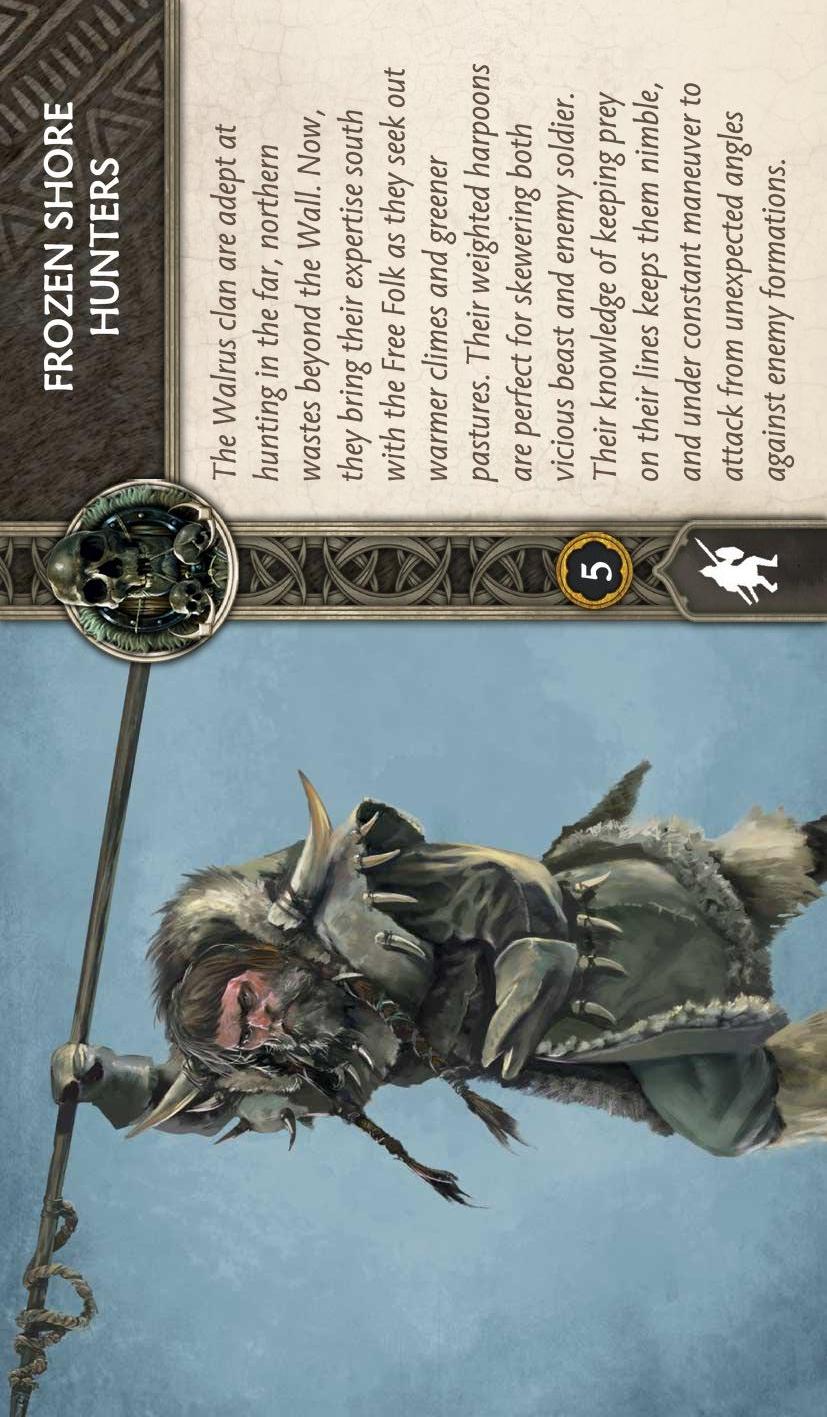 FROZEN SHORE
HUNTERS
The Walrus clan are adept at
hunting in the far, northern
wastes beyond the Wall. Now,
they bring their expertise south
with the Free Folk as they seek out
warmer climes and greener
pastures. Their weighted harpoons
are perfect for skewering both
vicious beast and enemy soldier.
Their knowledge of keeping prey
on their lines keeps them nimble,
and under constant maneuver to
attack from unexpected angles
against enemy formations.
5